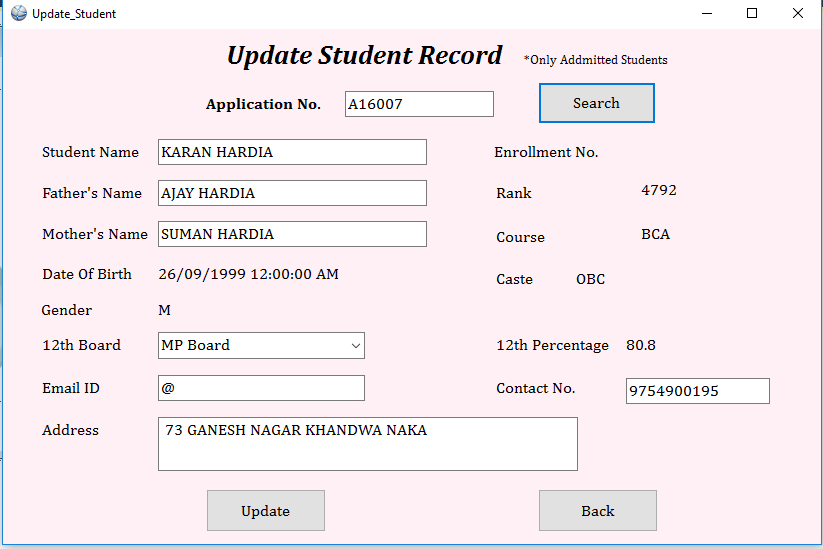 Update_Student
Update Student Record *Only Addmitted Students
Application No. A16007 Search
Student Name KARAN HARDIA Enrollment No.
Father's Name AJAY HARDIA Rank 4792
Mother's Name SUMAN HARDIA Course BCA
Date Of Birth 26/09/1999 12:00:00 AM Caste OBC
Gender M
12th Board MP Board 12th Percentage 80.8
Email ID @ Contact No. 9754900195
Address 73 GANESH NAGAR KHANDWA NAKA
Update Back